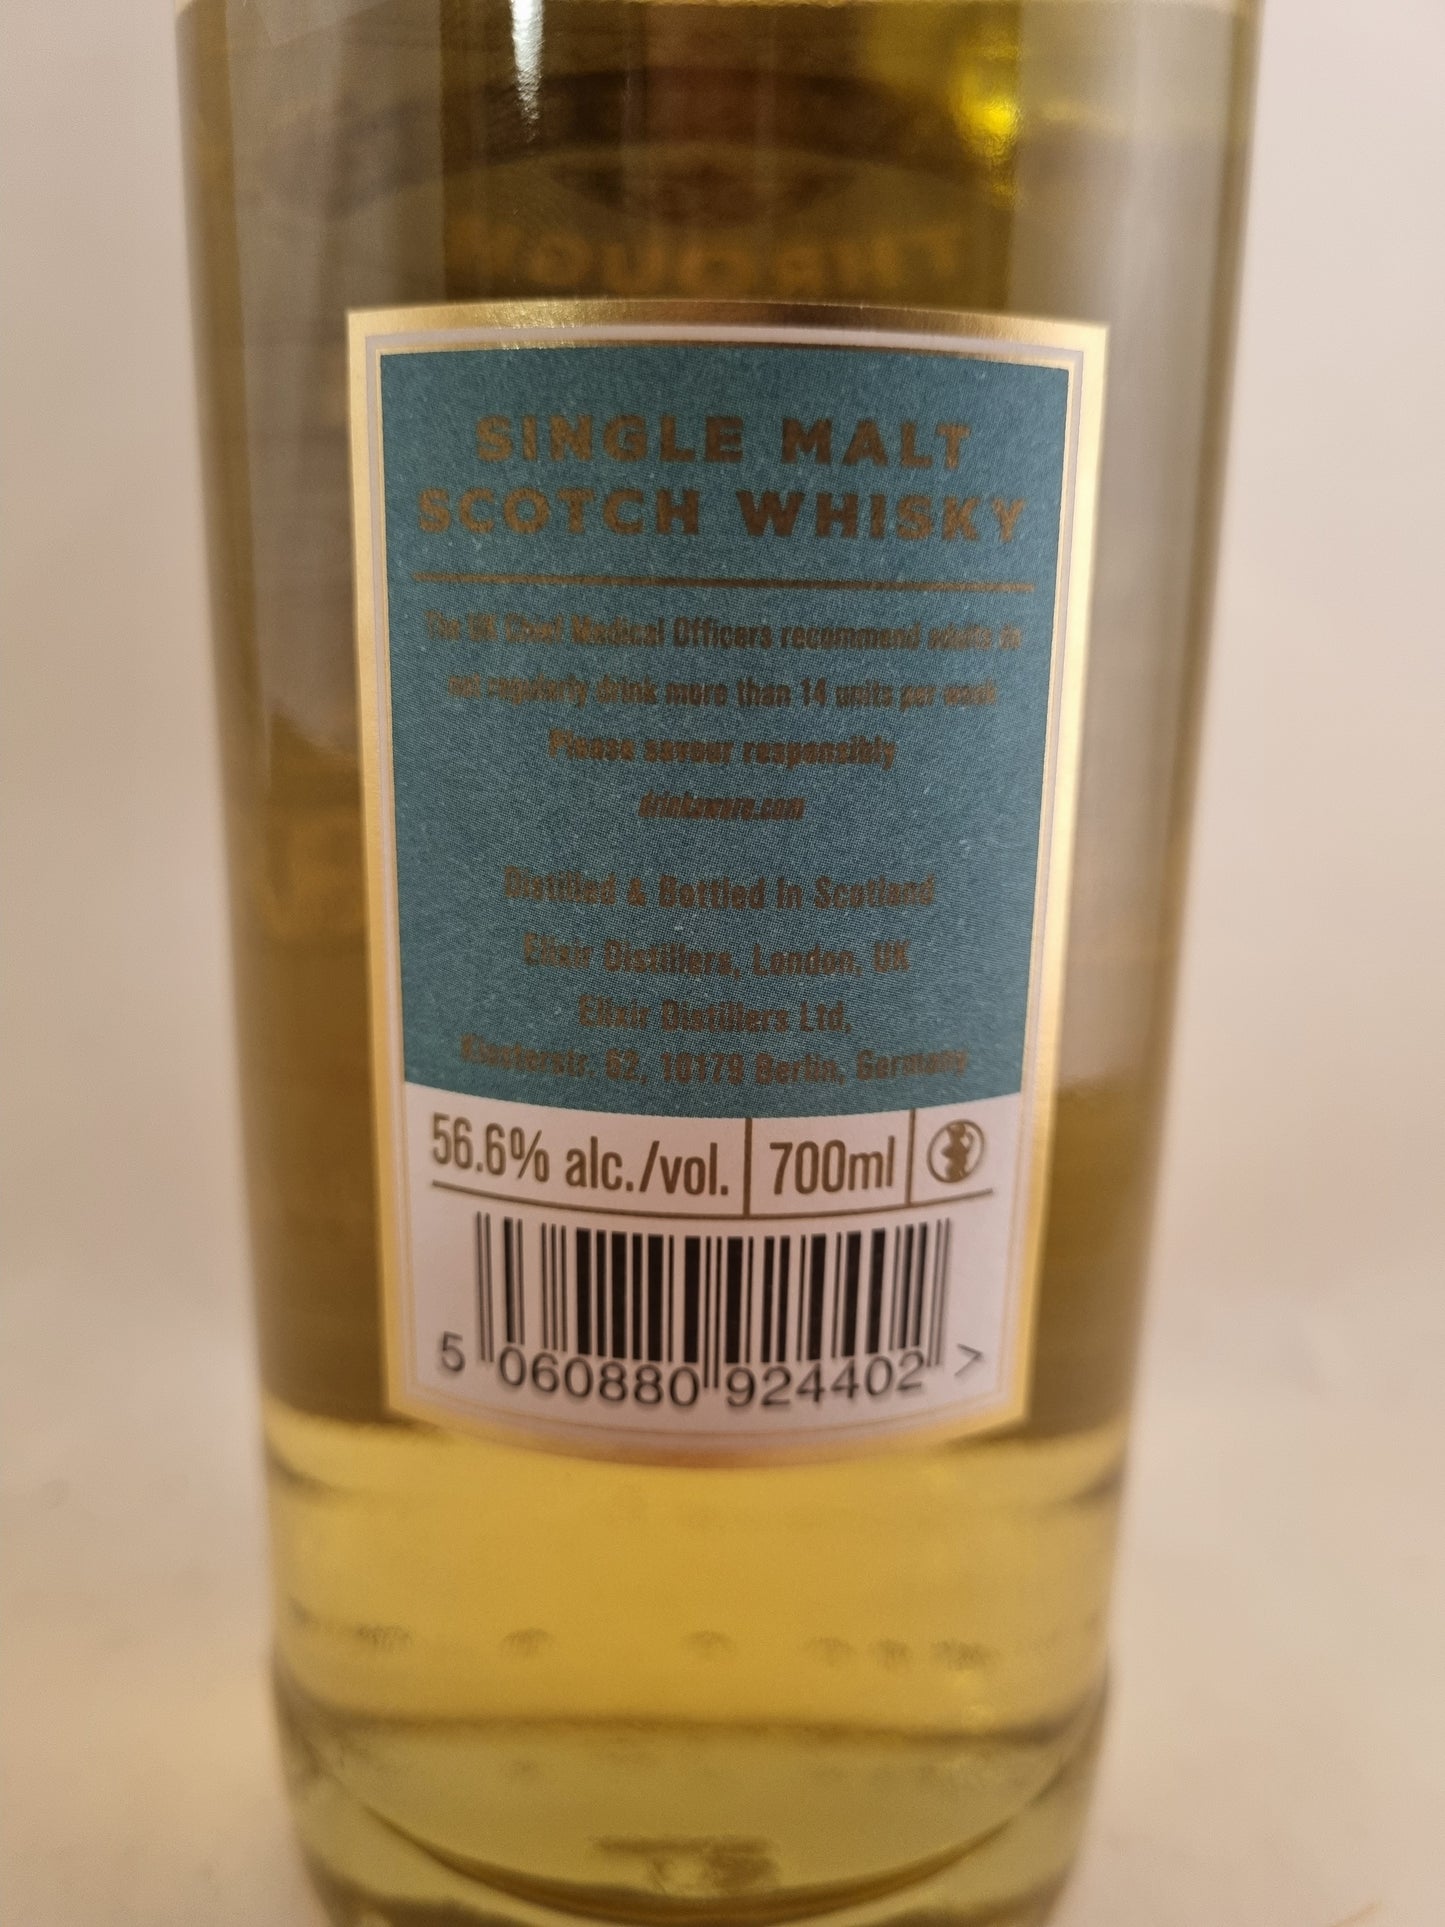 SINGLE MALT
SCOTCH WHISKY
The UK Chief Medical Officers recommend adults do
not regularly drink more than 14 units per week
Please savour responsibly
drinkaware.com
Distilled & Bottled in Scotland
Elixir Distillers, London, UK
Elixir Distillers Ltd,
Klosterstr. 62, 10179 Berlin, Germany
56.6% alc./vol. 700ml
5 060880 924402 >